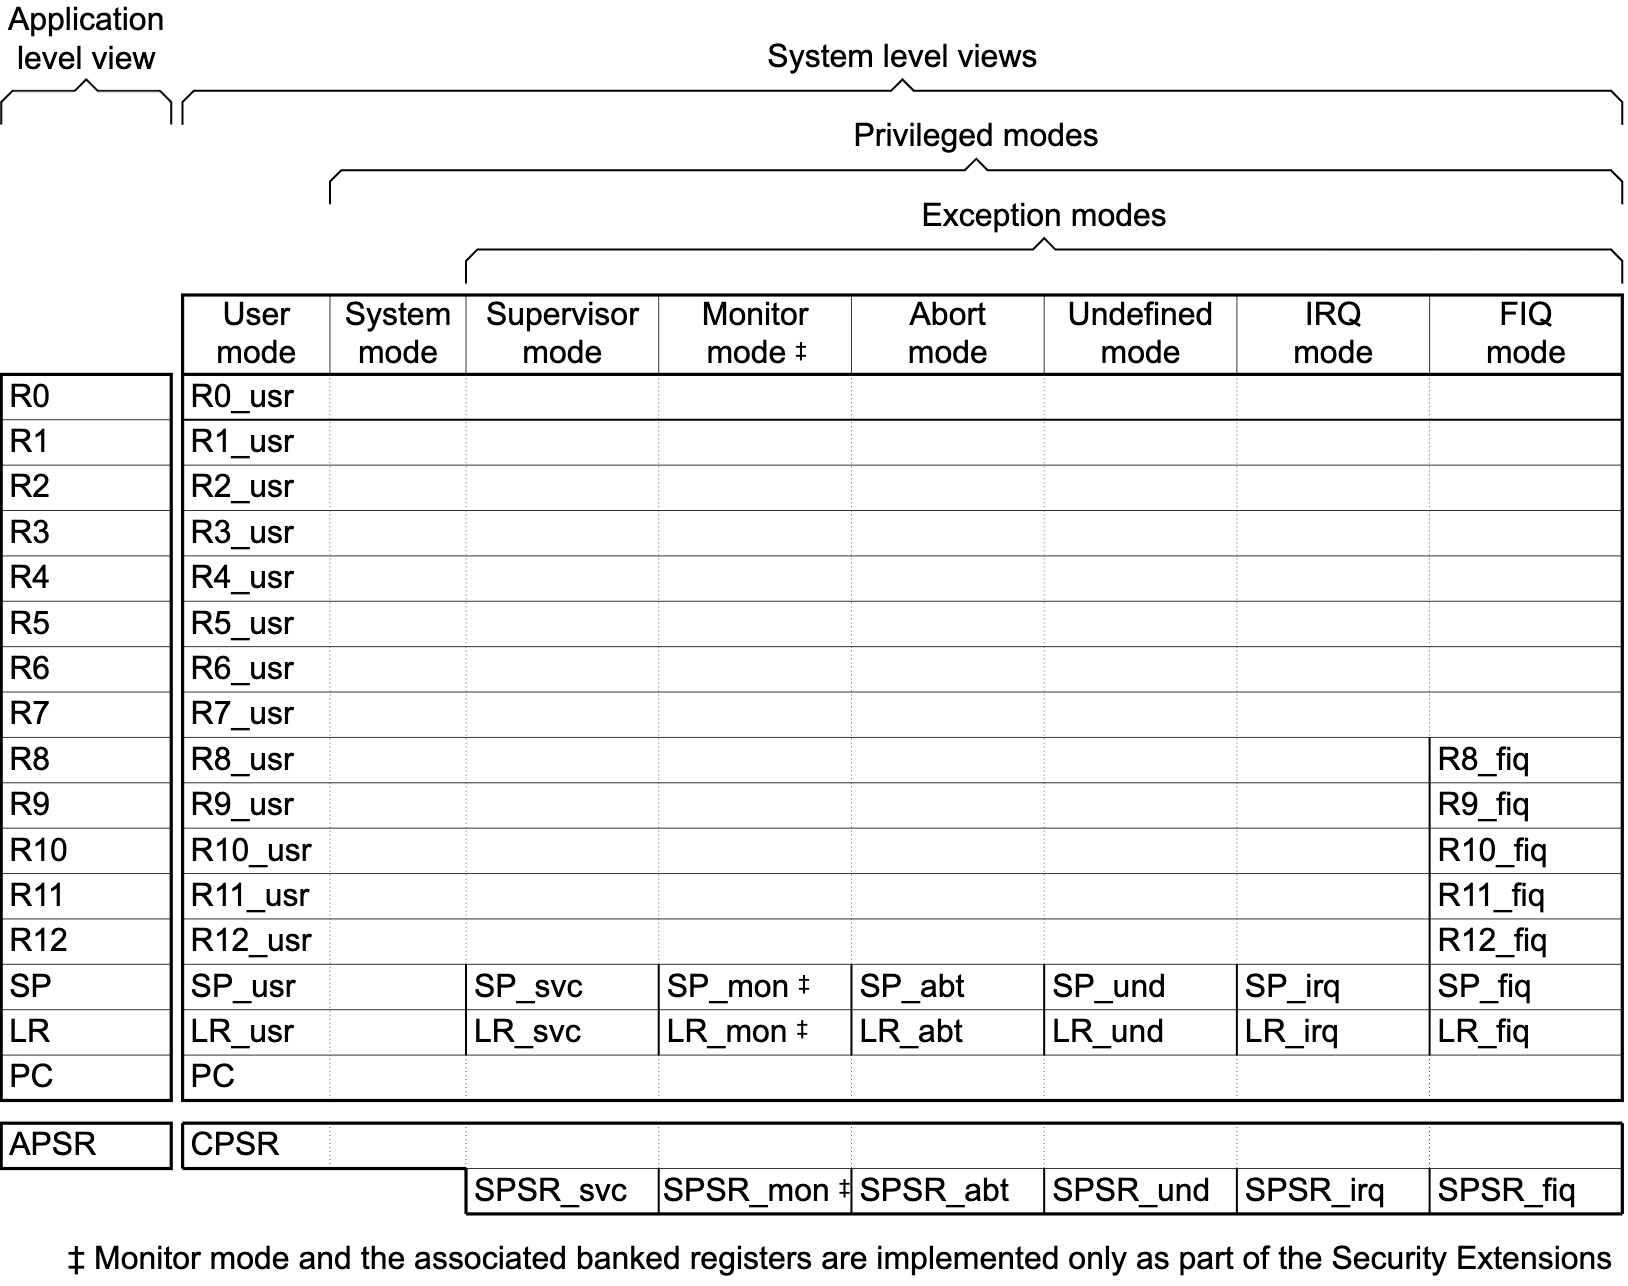 Application
level view
System level views
Privileged modes
Exception modes
User mode System mode Supervisor mode Monitor mode ‡ Abort mode Undefined mode IRQ mode FIQ mode
R0 R0_usr
R1 R1_usr
R2 R2_usr
R3 R3_usr
R4 R4_usr
R5 R5_usr
R6 R6_usr
R7 R7_usr
R8 R8_usr R8_fiq
R9 R9_usr R9_fiq
R10 R10_usr R10_fiq
R11 R11_usr R11_fiq
R12 R12_usr R12_fiq
SP SP_usr SP_svc SP_mon ‡ SP_abt SP_und SP_irq SP_fiq
LR LR_usr LR_svc LR_mon ‡ LR_abt LR_und LR_irq LR_fiq
PC PC
APSR CPSR
SPSR_svc SPSR_mon ‡ SPSR_abt SPSR_und SPSR_irq SPSR_fiq
‡ Monitor mode and the associated banked registers are implemented only as part of the Security Extensions